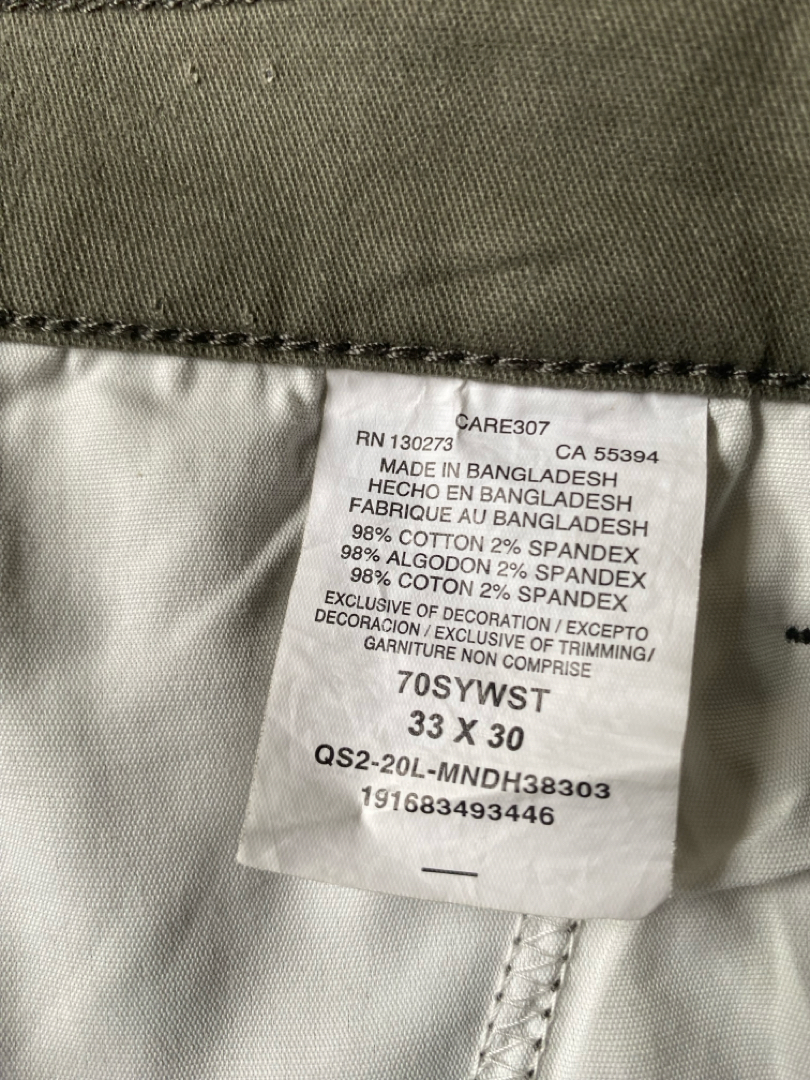 CARE307
RN 130273 CA 55394
MADE IN BANGLADESH
HECHO EN BANGLADESH
FABRIQUE AU BANGLADESH
98% COTTON 2% SPANDEX
98% ALGODON 2% SPANDEX
98% COTON 2% SPANDEX
EXCLUSIVE OF DECORATION / EXCEPTO
DECORACION / EXCLUSIVE OF TRIMMING/
GARNITURE NON COMPRISE
70SYWST
33 X 30
QS2-20L-MNDH38303
191683493446